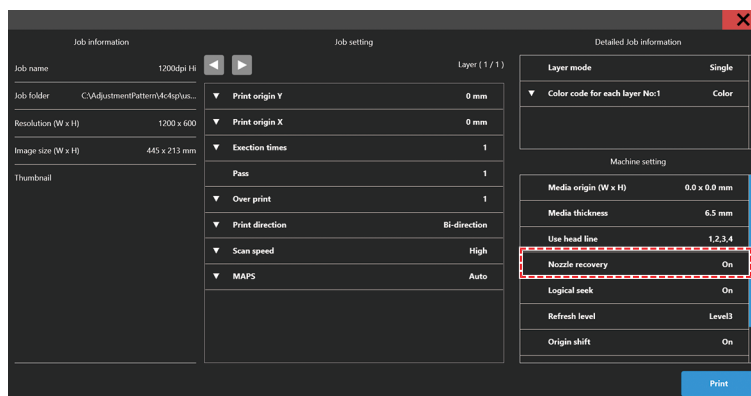 Job information
Job name 1200dpi Hi
Job folder C:\AdjustmentPattern\4c4sp\us...
Resolution (W x H) 1200 x 600
Image size (W x H) 445 x 213 mm
Thumbnail
Job setting
Layer ( 1 / 1 )
Print origin Y 0 mm
Print origin X 0 mm
Exection times 1
Pass 1
Over print 1
Print direction Bi-direction
Scan speed High
MAPS Auto
Detailed Job information
Layer mode Single
Color code for each layer No:1 Color
Machine setting
Media origin (W x H) 0.0 x 0.0 mm
Media thickness 6.5 mm
Use head line 1,2,3,4
Nozzle recovery On
Logical seek On
Refresh level Level3
Origin shift On
Print